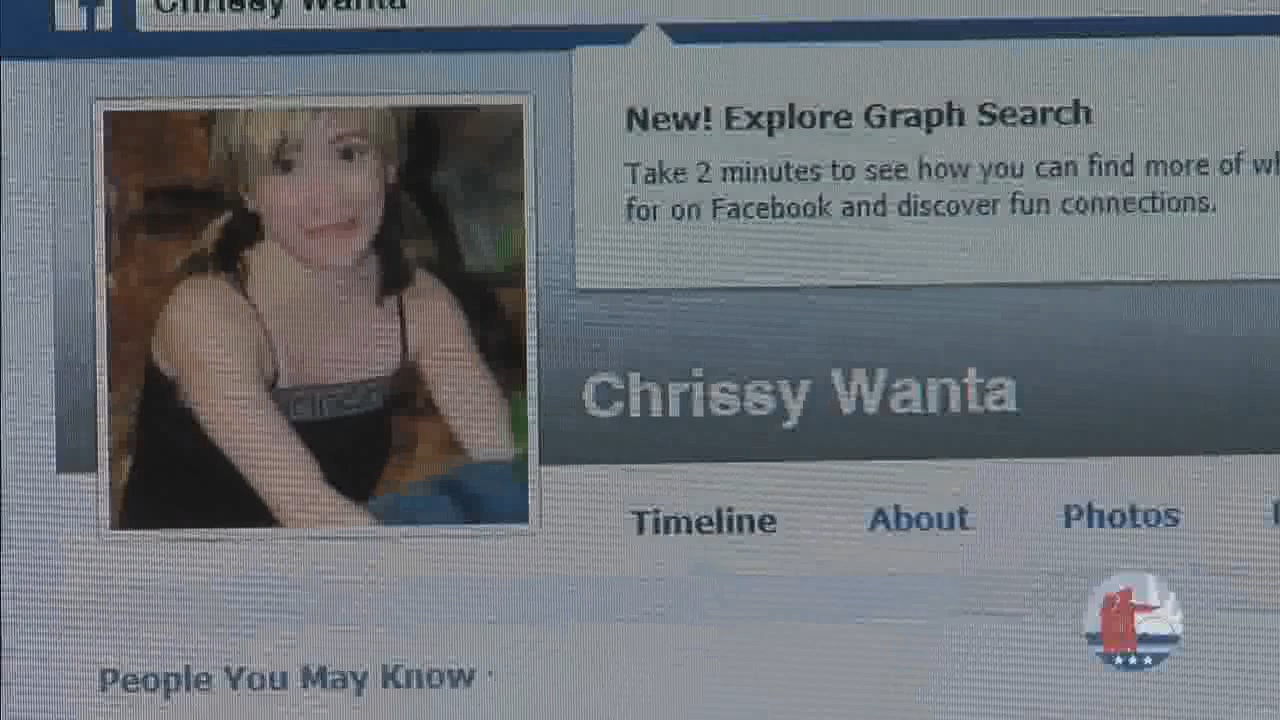 Chrissy Wanta
New! Explore Graph Search
Take 2 minutes to see how you can find more of
for on Facebook and discover fun connections.
Chrissy Wanta
Timeline About Photos
People You May Know